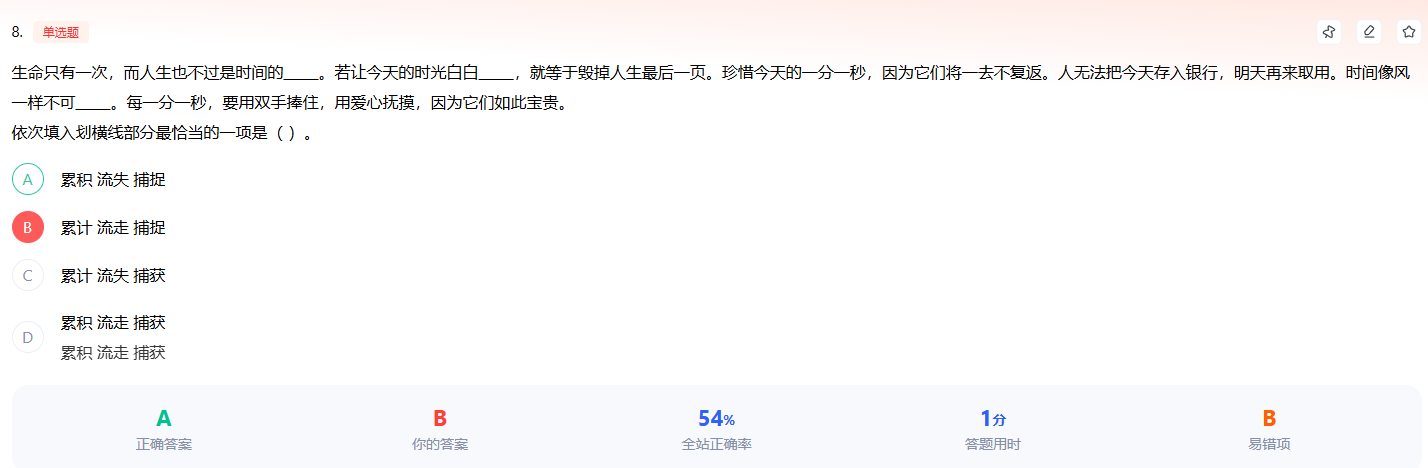 8. 单选题
生命只有一次，而人生也不过是时间的_____。若让今天的时光白白_____，就等于毁掉人生最后一页。珍惜今天的一分一秒，因为它们将一去不复返。人无法把今天存入银行，明天再来取用。时间像风
一样不可_____。每一分一秒，要用双手捧住，用爱心抚摸，因为它们如此宝贵。
依次填入划横线部分最恰当的一项是（ ）。
A 累积 流失 捕捉
B 累计 流走 捕捉
C 累计 流失 捕获
D 累积 流走 捕获
累积 流走 捕获
A B 54% 1分 B
正确答案 你的答案 全站正确率 答题用时 易错项